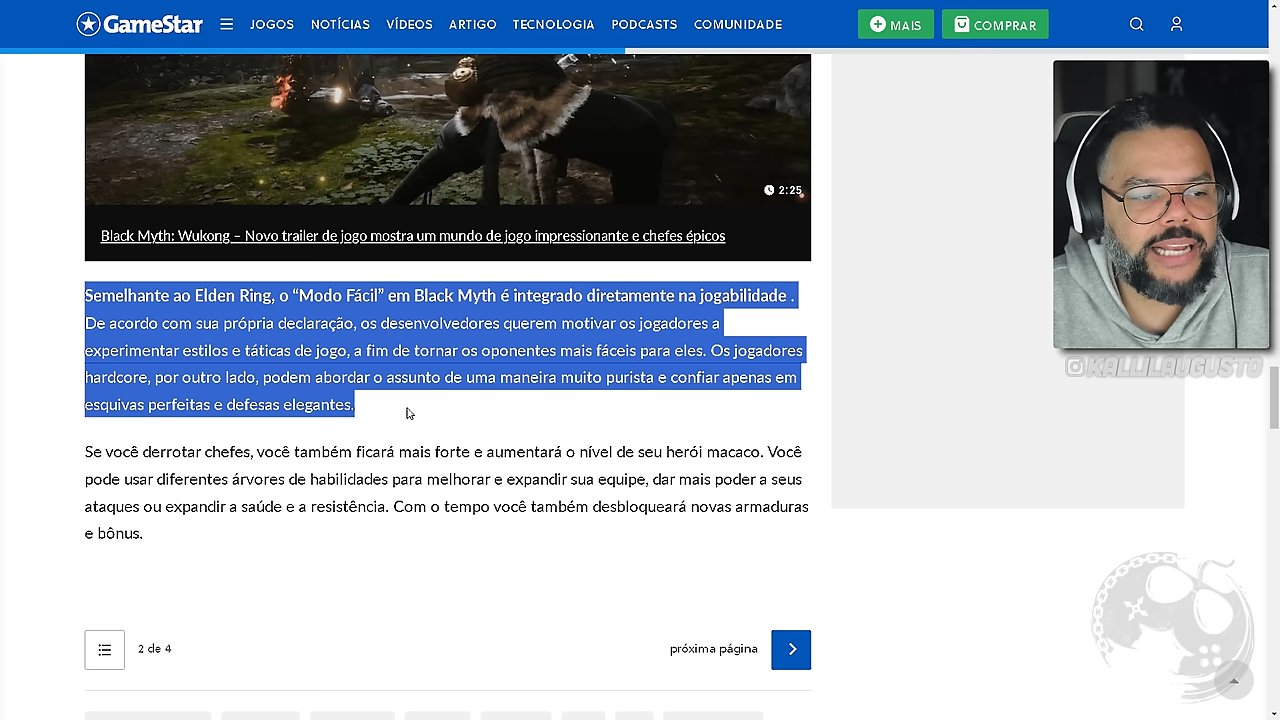 GameStar
JOGOS
NOTÍCIAS
VÍDEOS
ARTIGO
TECNOLOGIA
PODCASTS
COMUNIDADE
MAIS
COMPRAR
2:25
Black Myth: Wukong – Novo trailer de jogo mostra um mundo de jogo impressionante e chefes épicos
@KALLILAUGUSTO
Semelhante ao Elden Ring, o “Modo Fácil” em Black Myth é integrado diretamente na jogabilidade .
De acordo com sua própria declaração, os desenvolvedores querem motivar os jogadores a
experimentar estilos e táticas de jogo, a fim de tornar os oponentes mais fáceis para eles. Os jogadores
hardcore, por outro lado, podem abordar o assunto de uma maneira muito purista e confiar apenas em
esquivas perfeitas e defesas elegantes.
Se você derrotar chefes, você também ficará mais forte e aumentará o nível de seu herói macaco. Você
pode usar diferentes árvores de habilidades para melhorar e expandir sua equipe, dar mais poder a seus
ataques ou expandir a saúde e a resistência. Com o tempo você também desbloqueará novas armaduras
e bônus.
2 de 4
próxima página